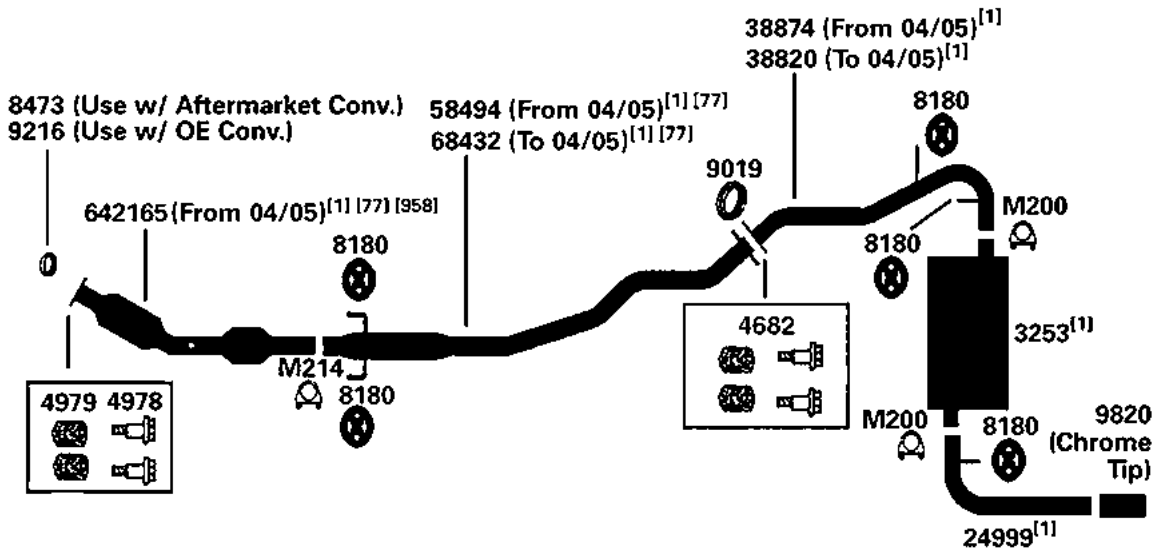 38874 (From 04/05)[1]
38820 (To 04/05)[1]
8473 (Use w/ Aftermarket Conv.)
9216 (Use w/ OE Conv.)
58494 (From 04/05)[1] [77]
68432 (To 04/05)[1] [77]
8180
9019
642165(From 04/05)[1] [77] [958]
M200
8180
8180
4682
3253[1]
M214
8180
4979 4978
M200
8180
9820
(Chrome
Tip)
24999[1]